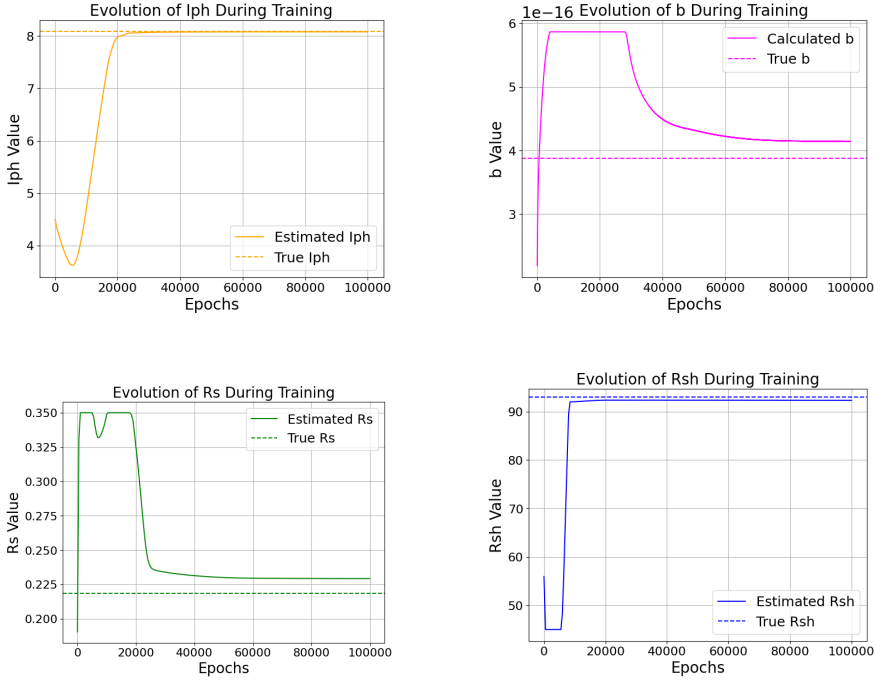 Evolution of Iph During Training
8
7
6
5
4
Iph Value
Estimated Iph
True Iph
0 20000 40000 60000 80000 100000
Epochs
1e−16 Evolution of b During Training
6
5
4
3
b Value
Calculated b
True b
0 20000 40000 60000 80000 100000
Epochs
Evolution of Rs During Training
0.350
0.325
0.300
0.275
0.250
0.225
0.200
Rs Value
Estimated Rs
True Rs
0 20000 40000 60000 80000 100000
Epochs
Evolution of Rsh During Training
90
80
70
60
50
Rsh Value
Estimated Rsh
True Rsh
0 20000 40000 60000 80000 100000
Epochs